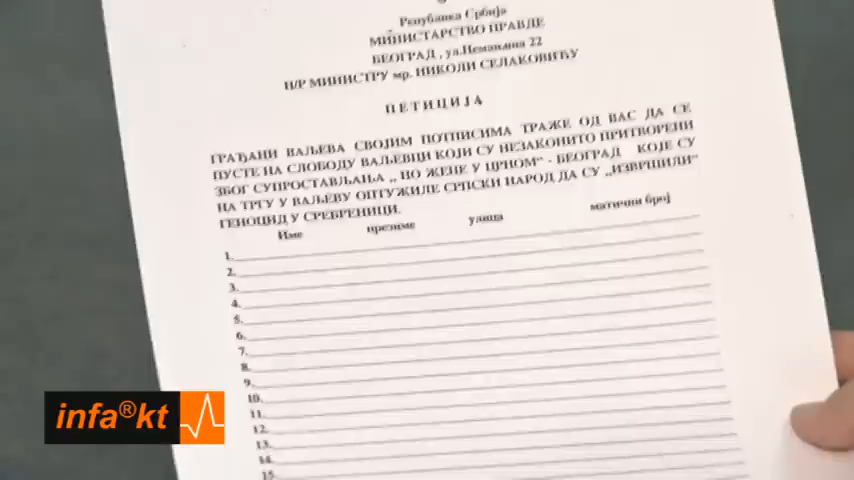 Република Србија
МИНИСТАРСТВО ПРАВДЕ
БЕОГРАД , ул.Немањина 22
Н/Р МИНИСТРУ мр. НИКОЛИ СЕЛАКОВИЋУ
П Е Т И Ц И Ј А
ГРАЂАНИ ВАЉЕВА СВОЈИМ ПОТПИСИМА ТРАЖЕ ОД ВАС ДА СЕ
ПУСТЕ НА СЛОБОДУ ВАЉЕВЦИ КОЈИ СУ НЕЗАКОНИТО ПРИТВОРЕНИ
ЗБОГ СУПРОСТАВЉАЊА „ НО ЖЕНЕ У ЦРНОМ“ - БЕОГРАД КОЈЕ СУ
НА ТРГУ У ВАЉЕВУ ОПТУЖИЛЕ СРПСКИ НАРОД ДА СУ „ИЗВРШИЛИ“
ГЕНОЦИД У СРЕБРЕНИЦИ.
Име презиме улица матични број
1.
2.
3.
4.
5.
6.
7.
8.
9.
10.
11.
12.
13.
14.
15
infa®kt